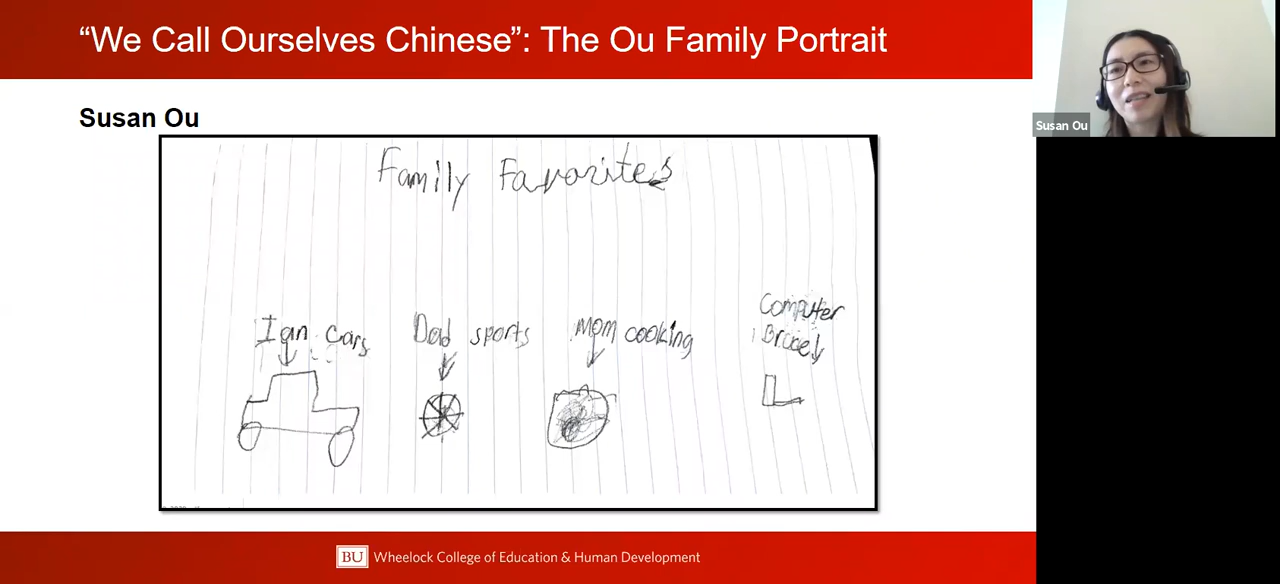 “We Call Ourselves Chinese”: The Ou Family Portrait
Susan Ou
Susan Ou
Family Favorites
Computer
Ian Cars Dad sports Mom cooking
BU Wheelock College of Education & Human Development